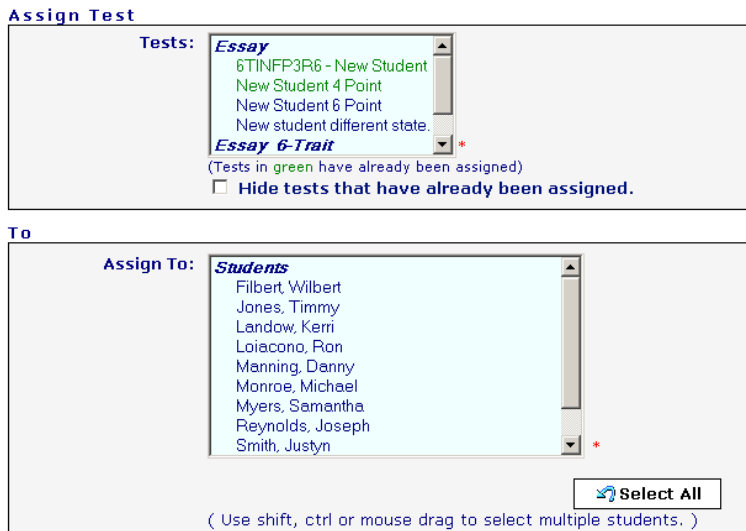 Assign Test
Tests:
Essay
6TINFP3R6 - New Student
New Student 4 Point
New Student 6 Point
New student different state.
Essay 6-Trait
*
(Tests in green have already been assigned)
Hide tests that have already been assigned.
To
Assign To:
Students
Filbert, Wilbert
Jones, Timmy
Landow, Kerri
Loiacono, Ron
Manning, Danny
Monroe, Michael
Myers, Samantha
Reynolds, Joseph
Smith, Justyn
*
Select All
( Use shift, ctrl or mouse drag to select multiple students. )